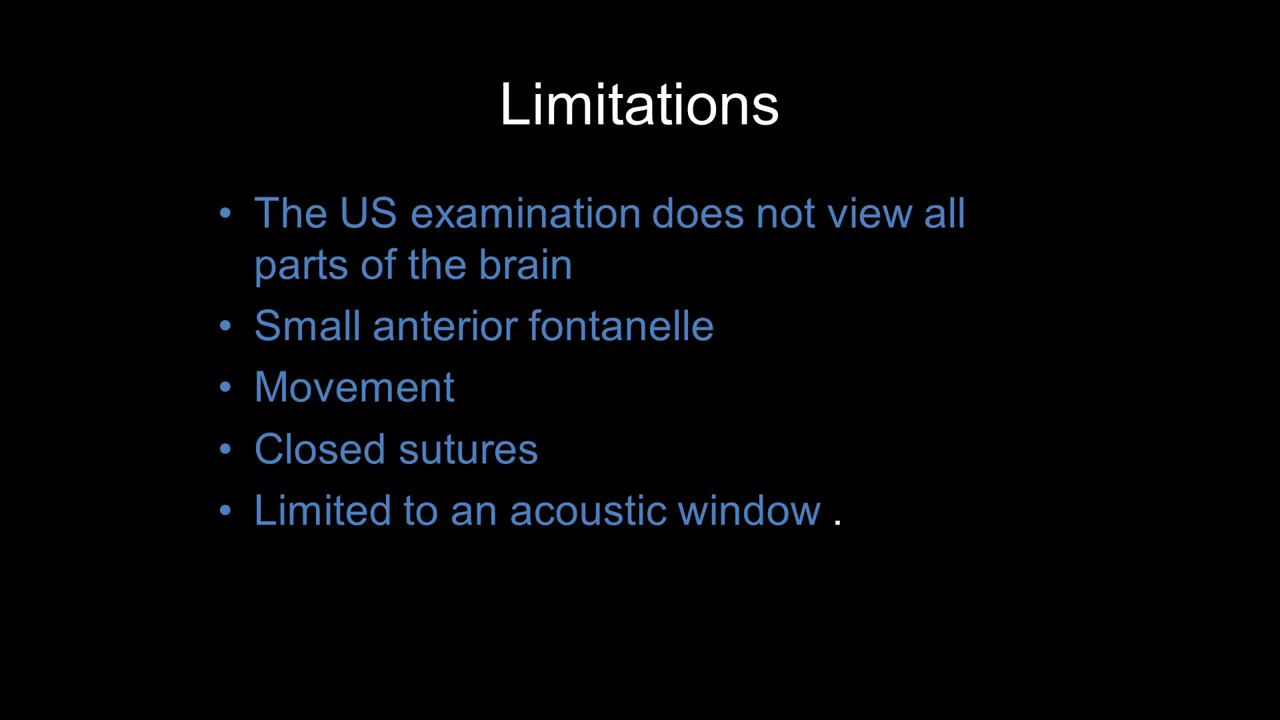 Limitations
• The US examination does not view all
parts of the brain
• Small anterior fontanelle
• Movement
• Closed sutures
• Limited to an acoustic window .